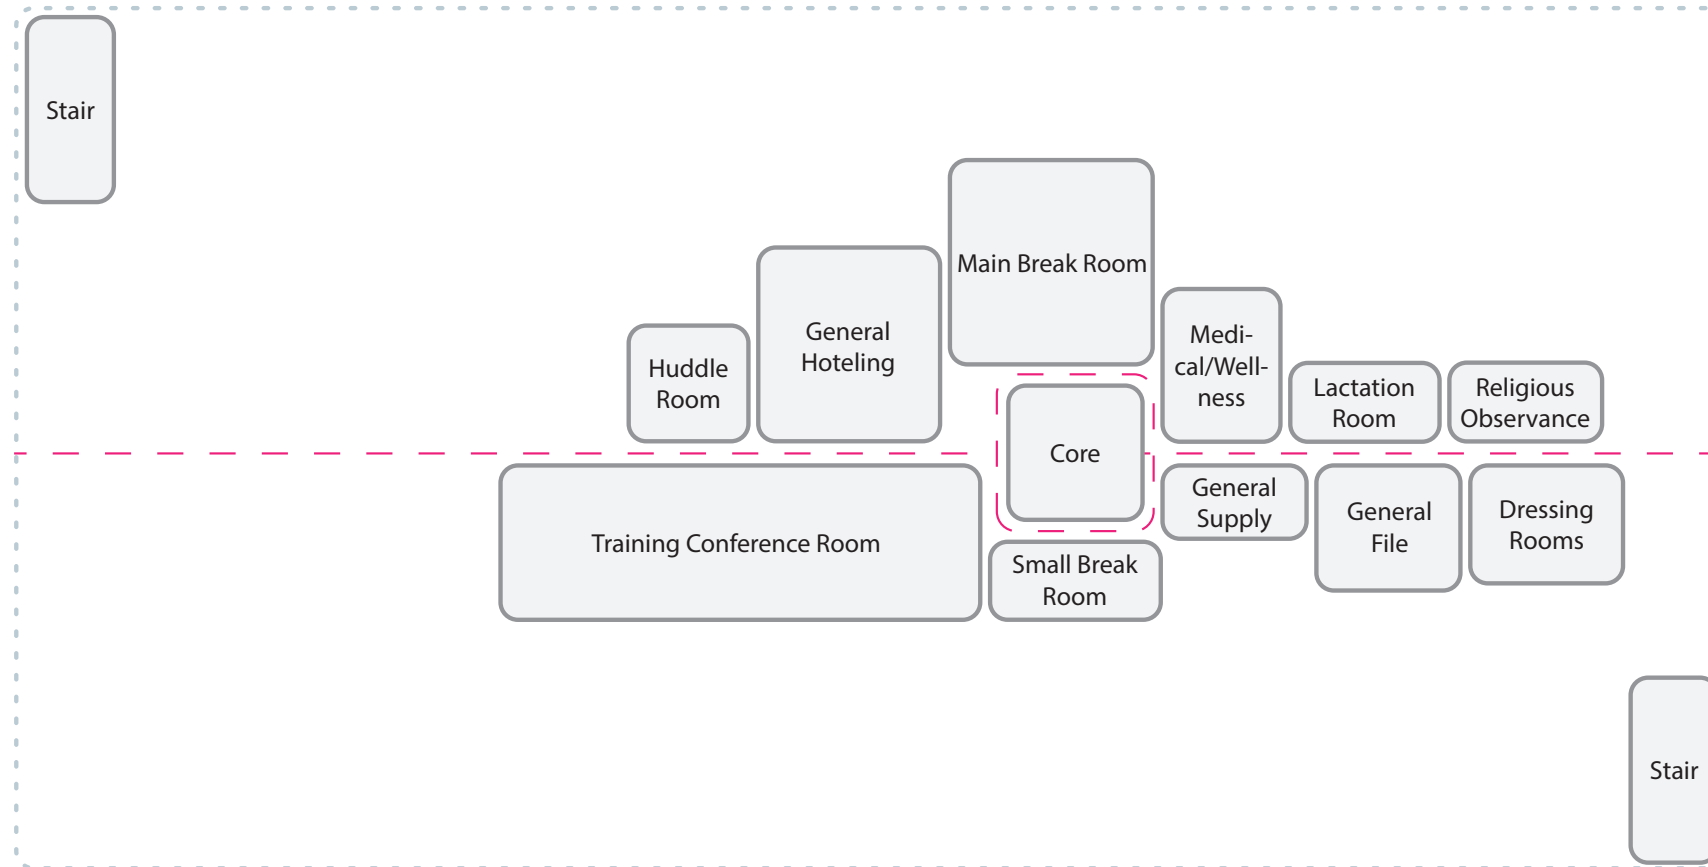 Stair
Main Break Room
General
Hoteling
Huddle
Room
Medi-
cal/Well-
ness
Lactation
Room
Religious
Observance
Core
Training Conference Room
Small Break
Room
General
Supply
General
File
Dressing
Rooms
Stair